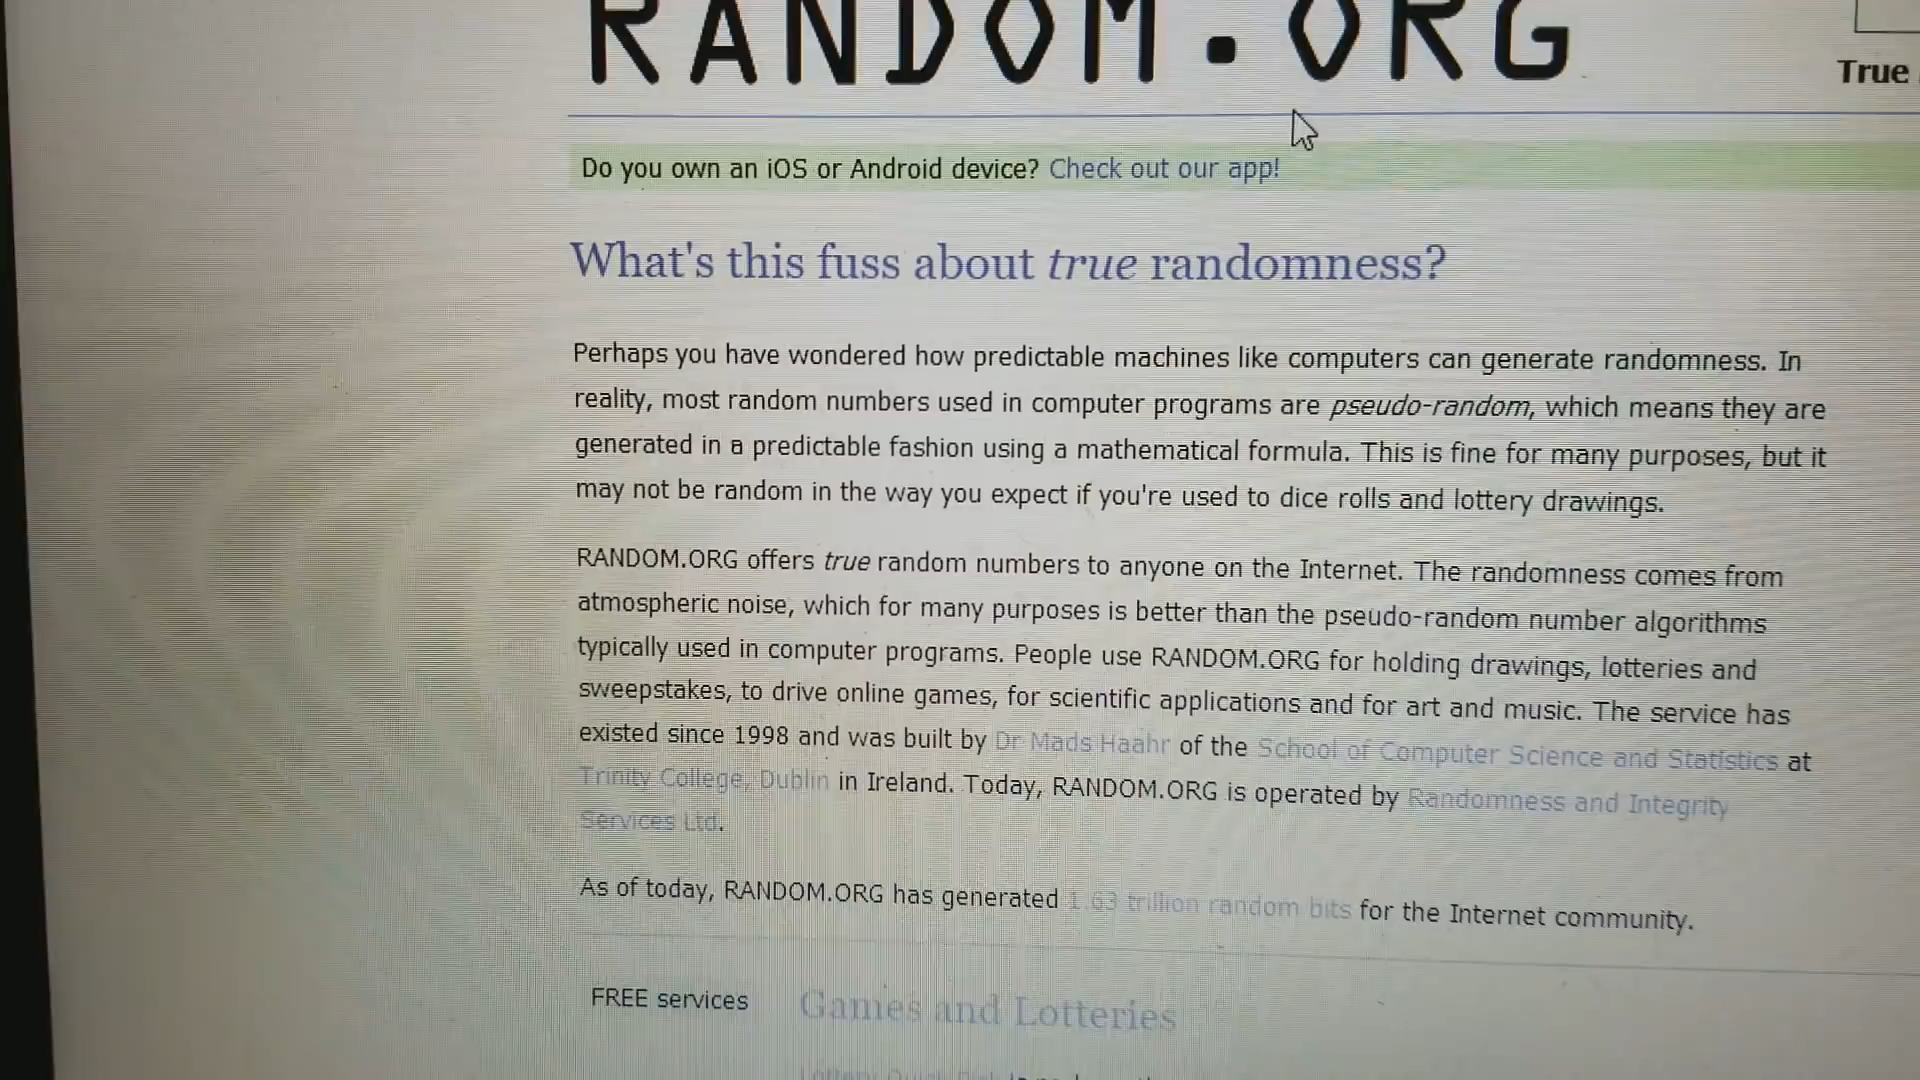 RANDOM.ORG
True
Do you own an iOS or Android device? Check out our app!
What's this fuss about true randomness?
Perhaps you have wondered how predictable machines like computers can generate randomness. In
reality, most random numbers used in computer programs are pseudo-random, which means they are
generated in a predictable fashion using a mathematical formula. This is fine for many purposes, but it
may not be random in the way you expect if you're used to dice rolls and lottery drawings.
RANDOM.ORG offers true random numbers to anyone on the Internet. The randomness comes from
atmospheric noise, which for many purposes is better than the pseudo-random number algorithms
typically used in computer programs. People use RANDOM.ORG for holding drawings, lotteries and
sweepstakes, to drive online games, for scientific applications and for art and music. The service has
existed since 1998 and was built by Dr Mads Haahr of the School of Computer Science and Statistics at
Trinity College, Dublin in Ireland. Today, RANDOM.ORG is operated by Randomness and Integrity
Services Ltd.
As of today, RANDOM.ORG has generated 1.63 trillion random bits for the Internet community.
FREE services
Games and Lotteries